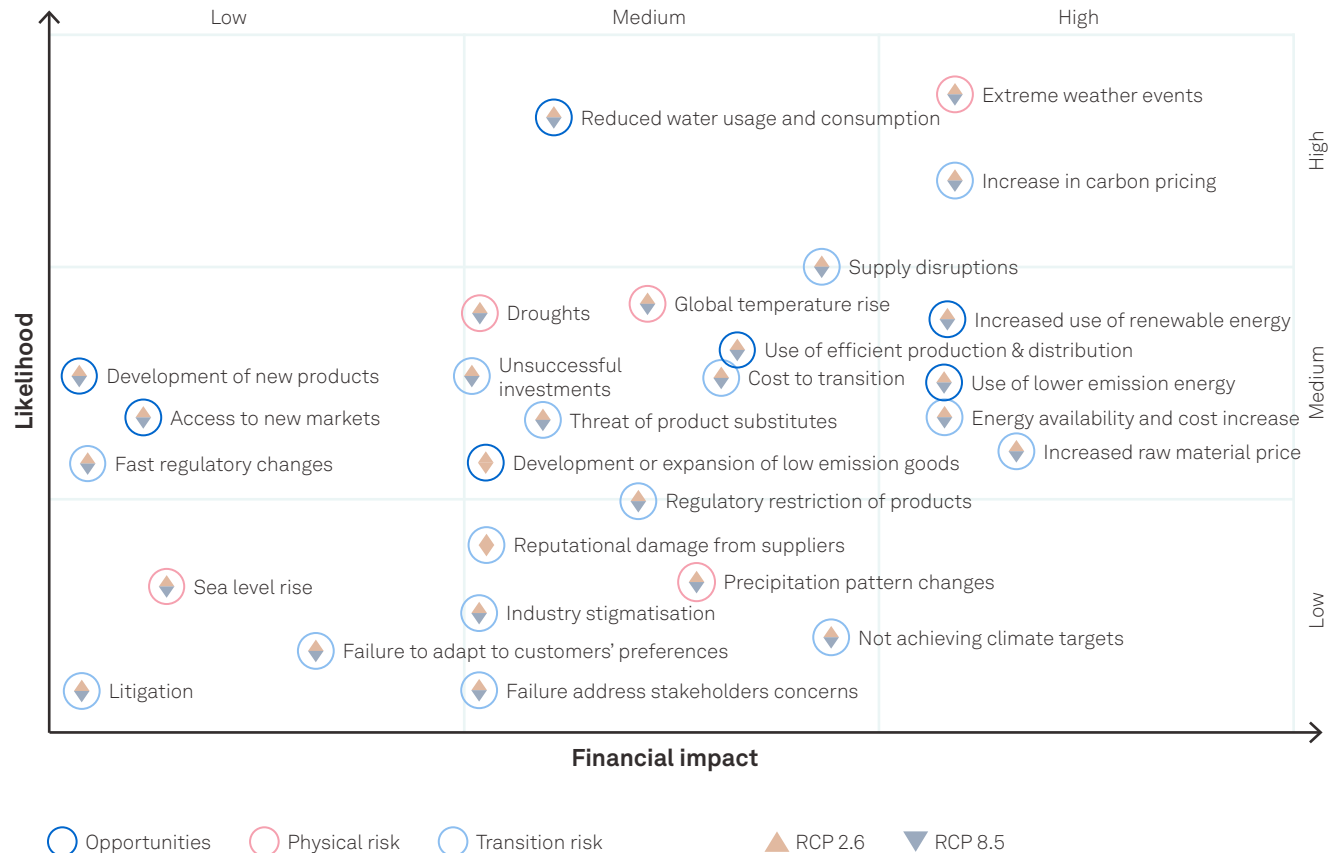 Low
Medium
High
Extreme weather events
Reduced water usage and consumption
High
Increase in carbon pricing
Supply disruptions
Global temperature rise
Droughts
Increased use of renewable energy
Use of efficient production & distribution
Unsuccessful
investments
Cost to transition
Development of new products
Use of lower emission energy
Medium
Likelihood
Access to new markets
Threat of product substitutes
Energy availability and cost increase
Increased raw material price
Fast regulatory changes
Development or expansion of low emission goods
Regulatory restriction of products
Reputational damage from suppliers
Sea level rise
Precipitation pattern changes
Low
Industry stigmatisation
Not achieving climate targets
Failure to adapt to customers’ preferences
Litigation
Failure address stakeholders concerns
Financial impact
Opportunities
Physical risk
Transition risk
RCP 2.6
RCP 8.5